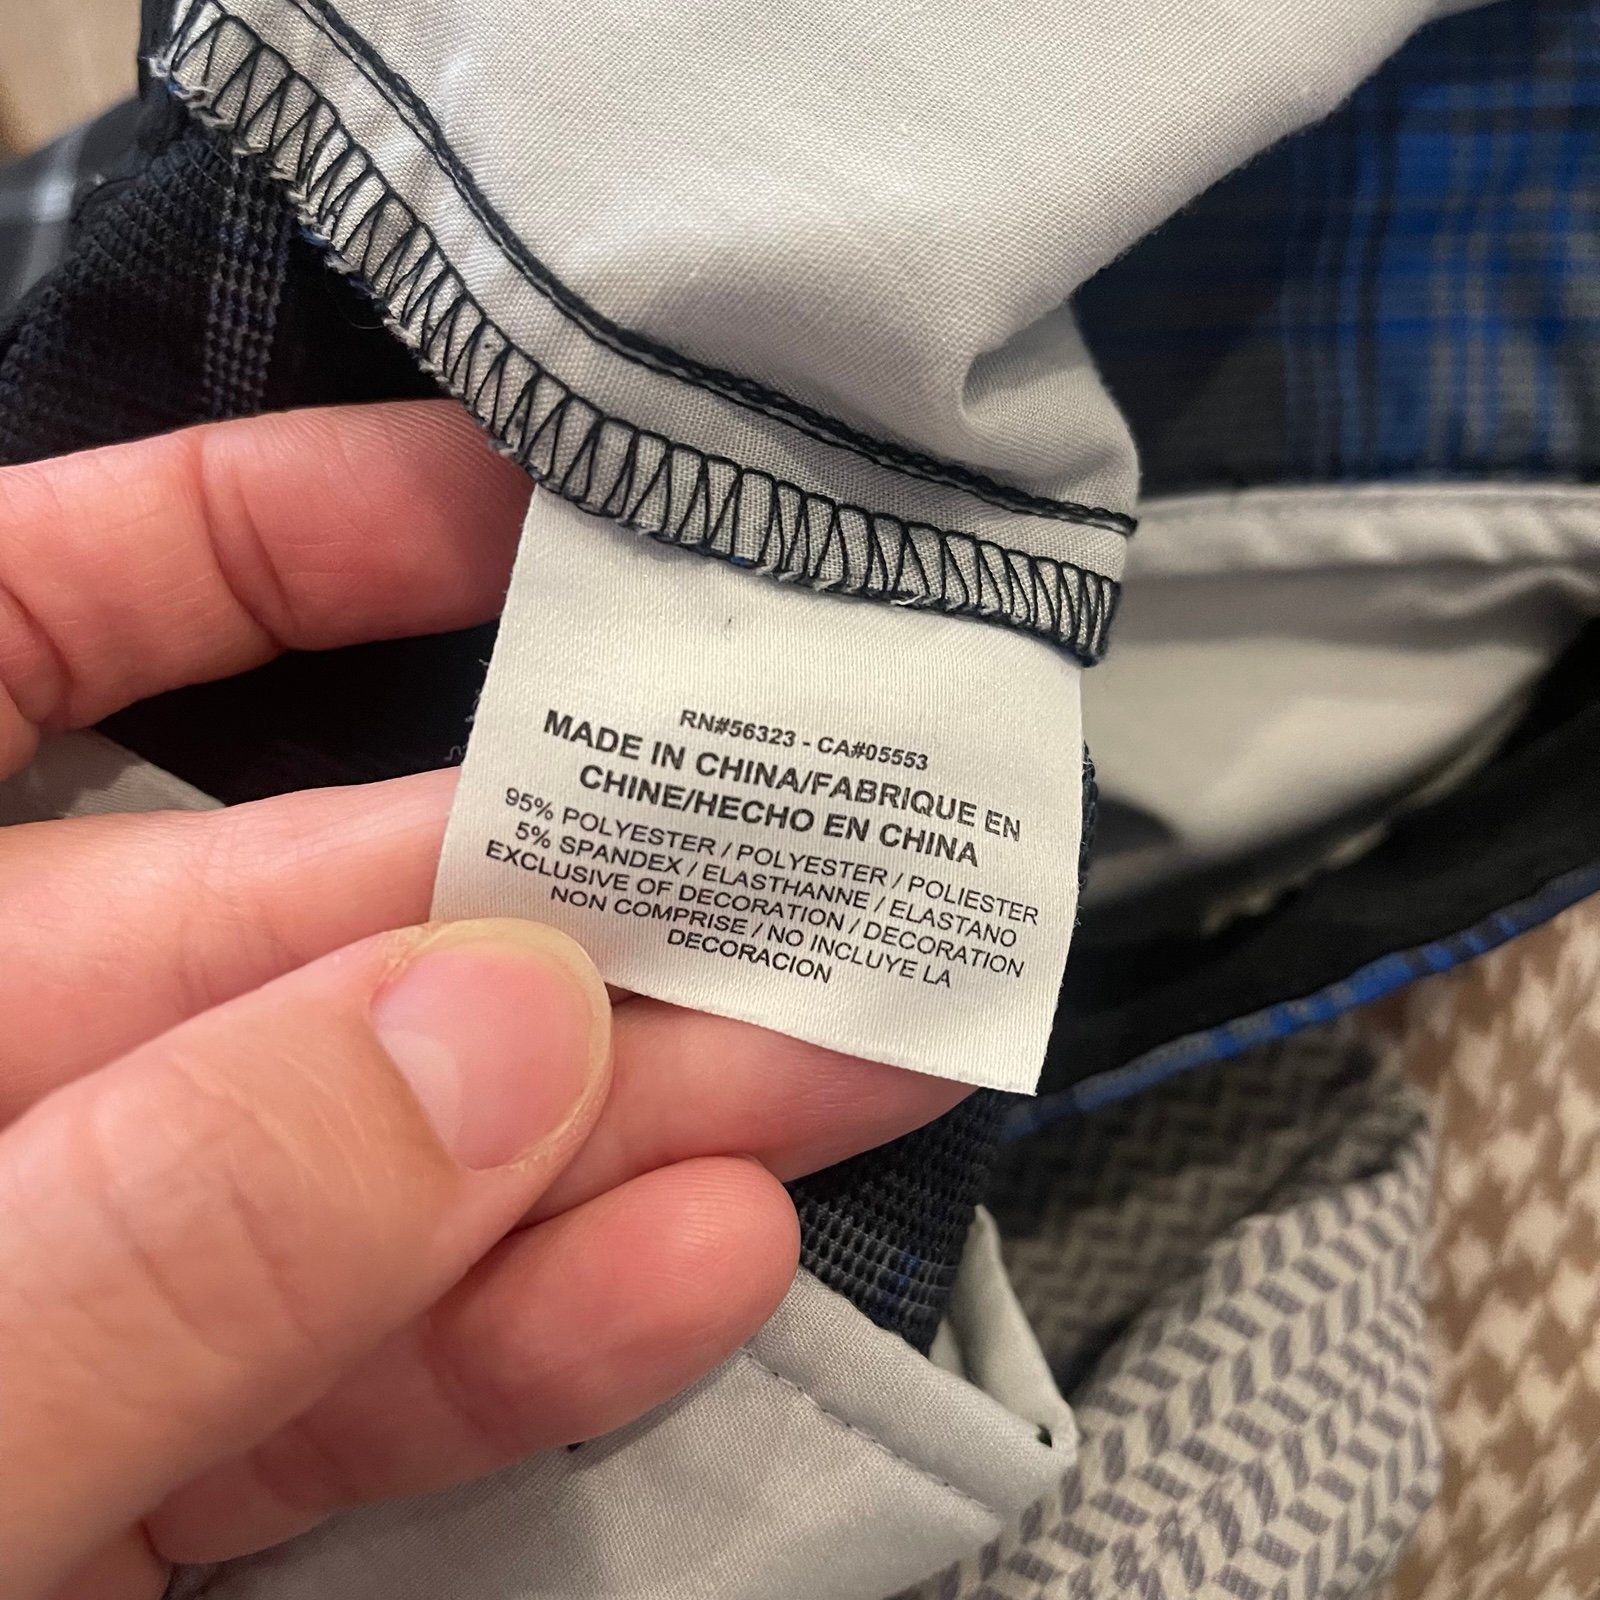 RN#56323 - CA#05553
MADE IN CHINA/FABRIQUE EN
CHINE/HECHO EN CHINA
95% POLYESTER / POLYESTER / POLIESTER
5% SPANDEX / ELASTHANNE / ELASTANO
EXCLUSIVE OF DECORATION / DECORATION
NON COMPRISE / NO INCLUYE LA
DECORACION